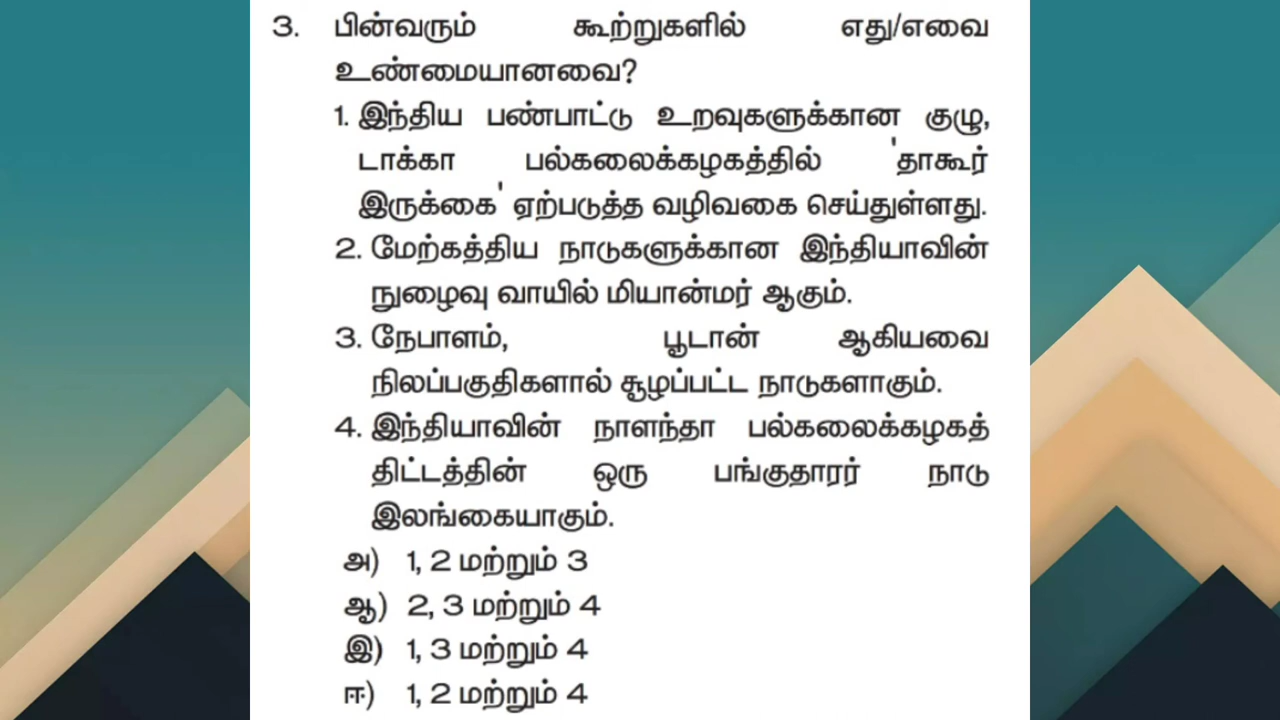 3. பின்வரும் கூற்றுகளில் எது/எவை
உண்மையானவை?
1. இந்திய பண்பாட்டு உறவுகளுக்கான குழு,
டாக்கா பல்கலைக்கழகத்தில் 'தாகூர்
இருக்கை' ஏற்படுத்த வழிவகை செய்துள்ளது.
2. மேற்கத்திய நாடுகளுக்கான இந்தியாவின்
நுழைவு வாயில் மியான்மர் ஆகும்.
3. நேபாளம், பூடான் ஆகியவை
நிலப்பகுதிகளால் சூழப்பட்ட நாடுகளாகும்.
4. இந்தியாவின் நாளந்தா பல்கலைக்கழகத்
திட்டத்தின் ஒரு பங்குதாரர் நாடு
இலங்கையாகும்.
அ) 1, 2 மற்றும் 3
ஆ) 2, 3 மற்றும் 4
இ) 1, 3 மற்றும் 4
ஈ) 1, 2 மற்றும் 4